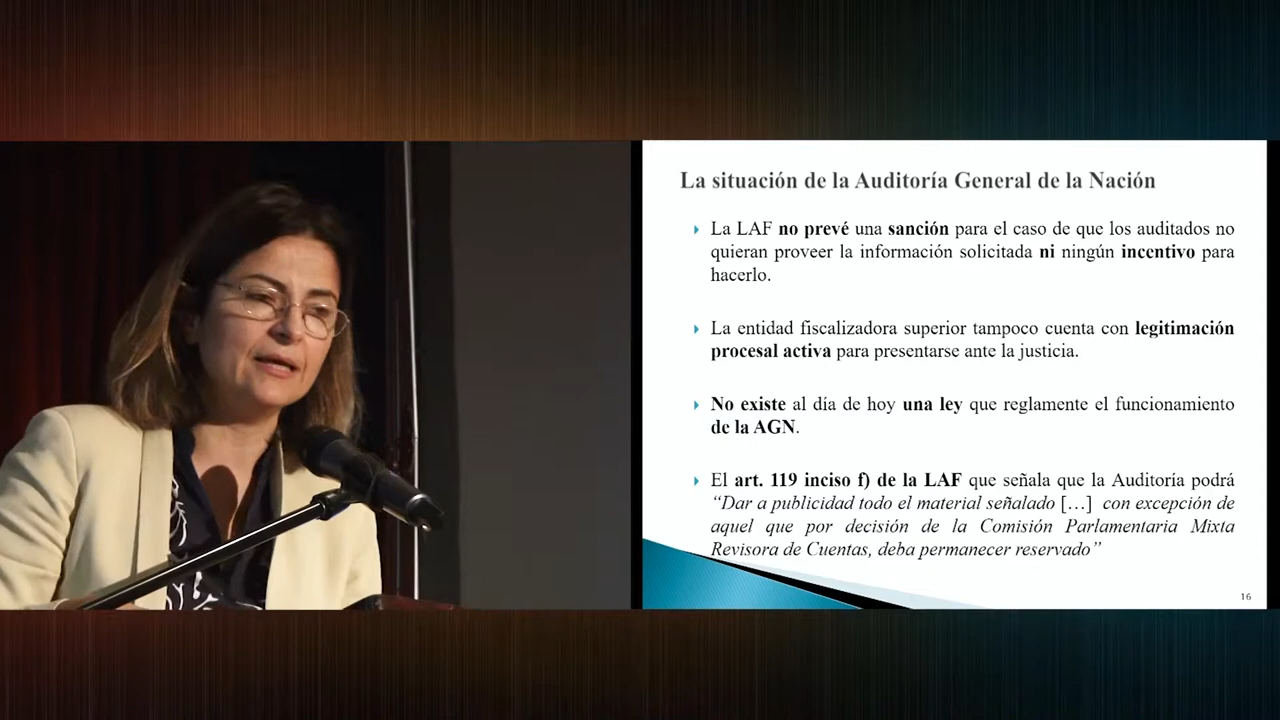 La situación de la Auditoría General de la Nación
La LAF no prevé una sanción para el caso de que los auditados no
quieran proveer la información solicitada ni ningún incentivo para
hacerlo.
La entidad fiscalizadora superior tampoco cuenta con legitimación
procesal activa para presentarse ante la justicia.
No existe al día de hoy una ley que reglamente el funcionamiento
de la AGN.
El art. 119 inciso f) de la LAF que señala que la Auditoría podrá
“Dar a publicidad todo el material señalado […] con excepción de
aquel que por decisión de la Comisión Parlamentaria Mixta
Revisora de Cuentas, deba permanecer reservado”
16